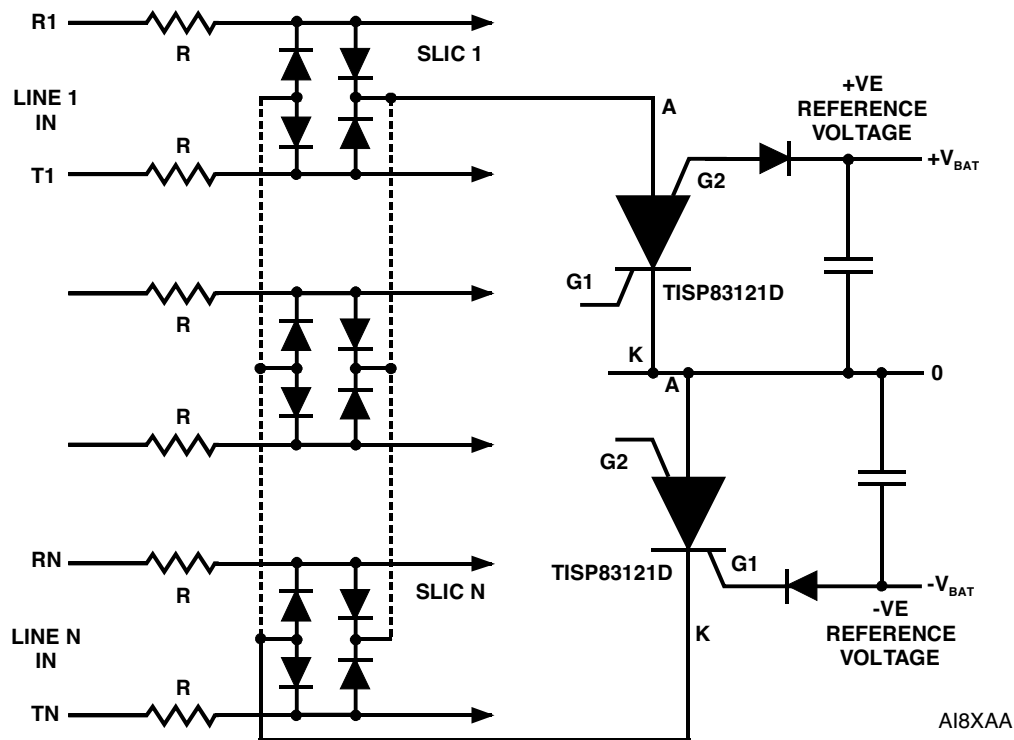 R1
R
SLIC 1
LINE 1
IN
R
T1
A
+VE
REFERENCE
VOLTAGE
+VBAT
G2
G1
TISP83121D
K
R
A
0
G2
G1
TISP83121D
-VBAT
-VE
REFERENCE
VOLTAGE
K
R
RN
R
SLIC N
LINE N
IN
R
TN
AI8XAA